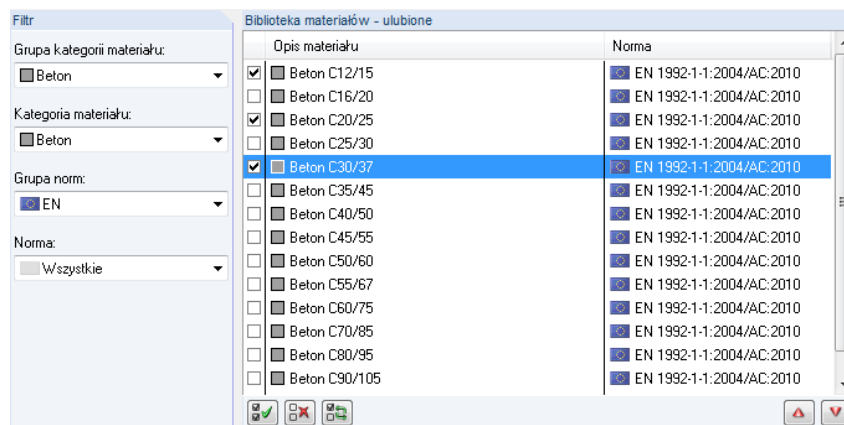 Filtr
Grupa kategorii materiału:
Beton
Kategoria materiału:
Beton
Grupa norm:
EN
Norma:
Wszystkie
Biblioteka materiałów - ulubione
Opis materiału Norma
Beton C12/15 EN 1992-1-1:2004/AC:2010
Beton C16/20 EN 1992-1-1:2004/AC:2010
Beton C20/25 EN 1992-1-1:2004/AC:2010
Beton C25/30 EN 1992-1-1:2004/AC:2010
Beton C30/37 EN 1992-1-1:2004/AC:2010
Beton C35/45 EN 1992-1-1:2004/AC:2010
Beton C40/50 EN 1992-1-1:2004/AC:2010
Beton C45/55 EN 1992-1-1:2004/AC:2010
Beton C50/60 EN 1992-1-1:2004/AC:2010
Beton C55/67 EN 1992-1-1:2004/AC:2010
Beton C60/75 EN 1992-1-1:2004/AC:2010
Beton C70/85 EN 1992-1-1:2004/AC:2010
Beton C80/95 EN 1992-1-1:2004/AC:2010
Beton C90/105 EN 1992-1-1:2004/AC:2010